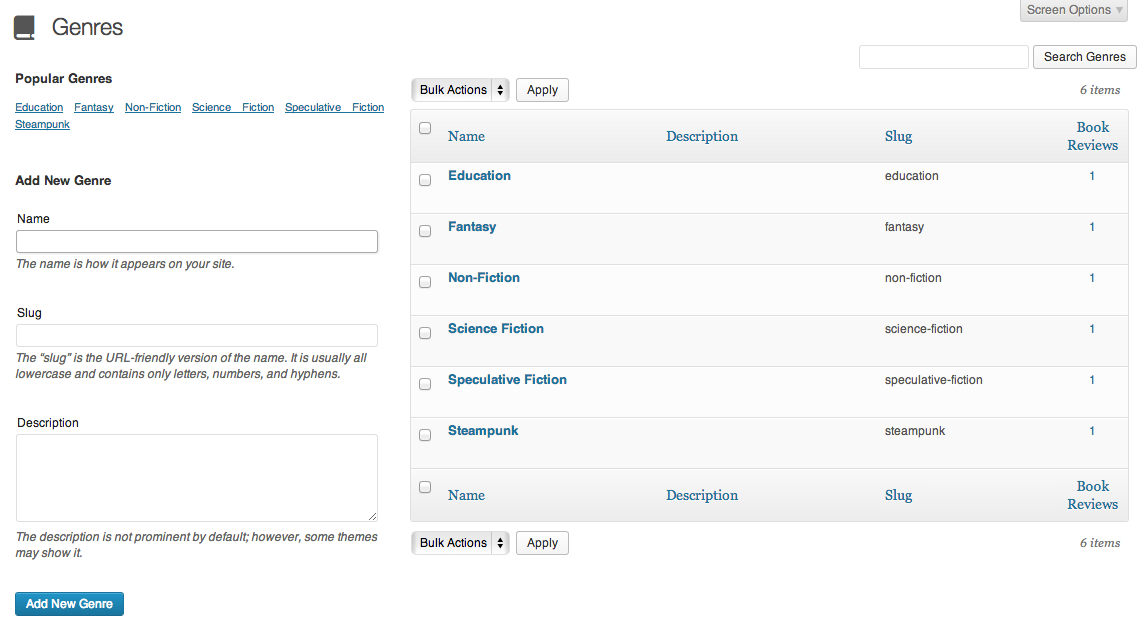 Screen Options ▼
Genres
Search Genres
Popular Genres
Education Fantasy Non-Fiction Science Fiction Speculative Fiction
Steampunk
Add New Genre
Name
The name is how it appears on your site.
Slug
The “slug” is the URL-friendly version of the name. It is usually all
lowercase and contains only letters, numbers, and hyphens.
Description
The description is not prominent by default; however, some themes
may show it.
Add New Genre
Bulk Actions Apply 6 items
Name Description Slug Book
Reviews
Education education 1
Fantasy fantasy 1
Non-Fiction non-fiction 1
Science Fiction science-fiction 1
Speculative Fiction speculative-fiction 1
Steampunk steampunk 1
Name Description Slug Book
Reviews
Bulk Actions Apply 6 items